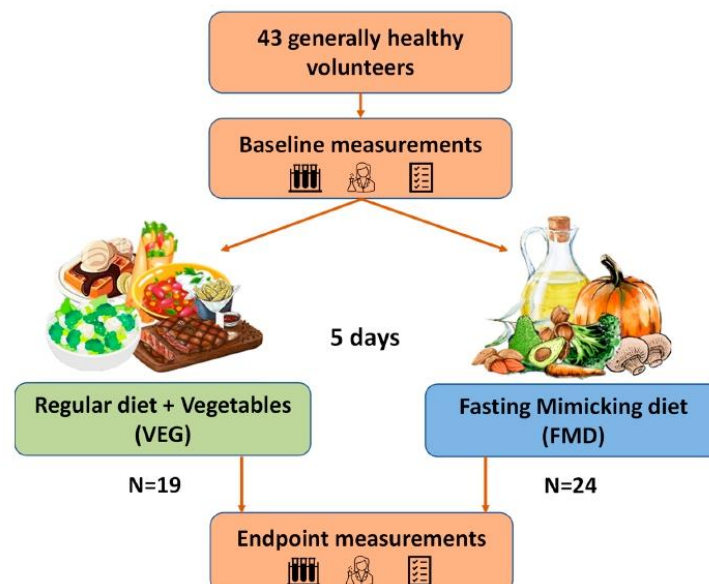 43 generally healthy
volunteers
Baseline measurements
5 days
Regular diet + Vegetables
(VEG)
Fasting Mimicking diet
(FMD)
N=19
N=24
Endpoint measurements